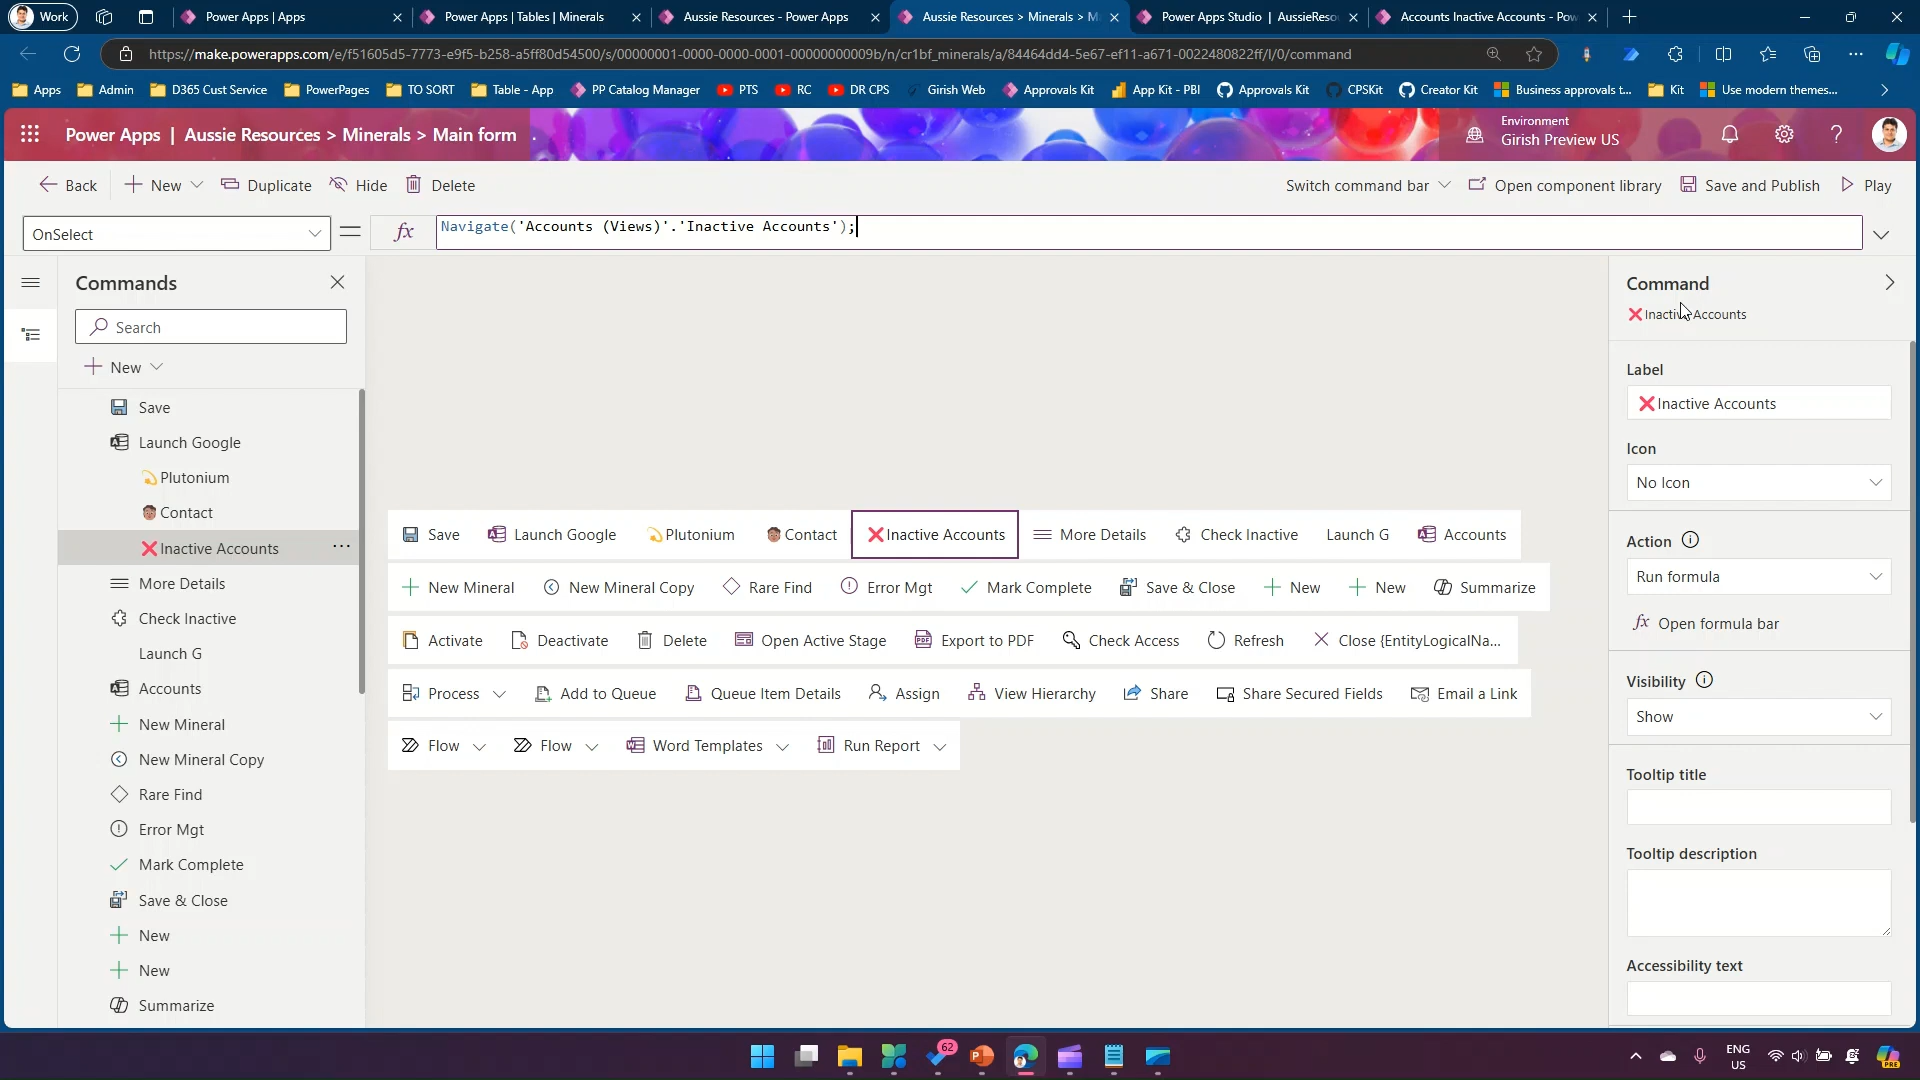 Work
Power Apps | Apps
Power Apps | Tables | Minerals
Aussie Resources - Power Apps
Aussie Resources > Minerals > M
Power Apps Studio | AussieReso
Accounts Inactive Accounts - Pow
https://make.powerapps.com/e/f51605d5-7773-e9f5-b258-a5ff80d54500/s/00000001-0000-0000-0001-00000000009b/n/cr1bf_minerals/a/84464dd4-5e67-ef11-a671-0022480822ff/l/0/command
Apps
Admin
D365 Cust Service
PowerPages
TO SORT
Table - App
PP Catalog Manager
PTS
RC
DR CPS
Girish Web
Approvals Kit
App Kit - PBI
Approvals Kit
CPSKit
Creator Kit
Business approvals t...
Kit
Use modern themes...
Power Apps | Aussie Resources > Minerals > Main form
Environment
Girish Preview US
Back
New
Duplicate
Hide
Delete
Switch command bar
Open component library
Save and Publish
Play
OnSelect
fx
Navigate('Accounts (Views)'.'Inactive Accounts');
Commands
Search
New
Save
Launch Google
Plutonium
Contact
Inactive Accounts ...
More Details
Check Inactive
Launch G
Accounts
New Mineral
New Mineral Copy
Rare Find
Error Mgt
Mark Complete
Save & Close
New
New
Summarize
Save Launch Google Plutonium Contact Inactive Accounts More Details Check Inactive Launch G Accounts
New Mineral New Mineral Copy Rare Find Error Mgt Mark Complete Save & Close New New Summarize
Activate Deactivate Delete Open Active Stage Export to PDF Check Access Refresh Close {EntityLogicalNa...
Process Add to Queue Queue Item Details Assign View Hierarchy Share Share Secured Fields Email a Link
Flow Flow Word Templates Run Report
Command
Inactive Accounts
Label
Inactive Accounts
Icon
No Icon
Action
Run formula
fx Open formula bar
Visibility
Show
Tooltip title
Tooltip description
Accessibility text
62
ENG
US
PRE